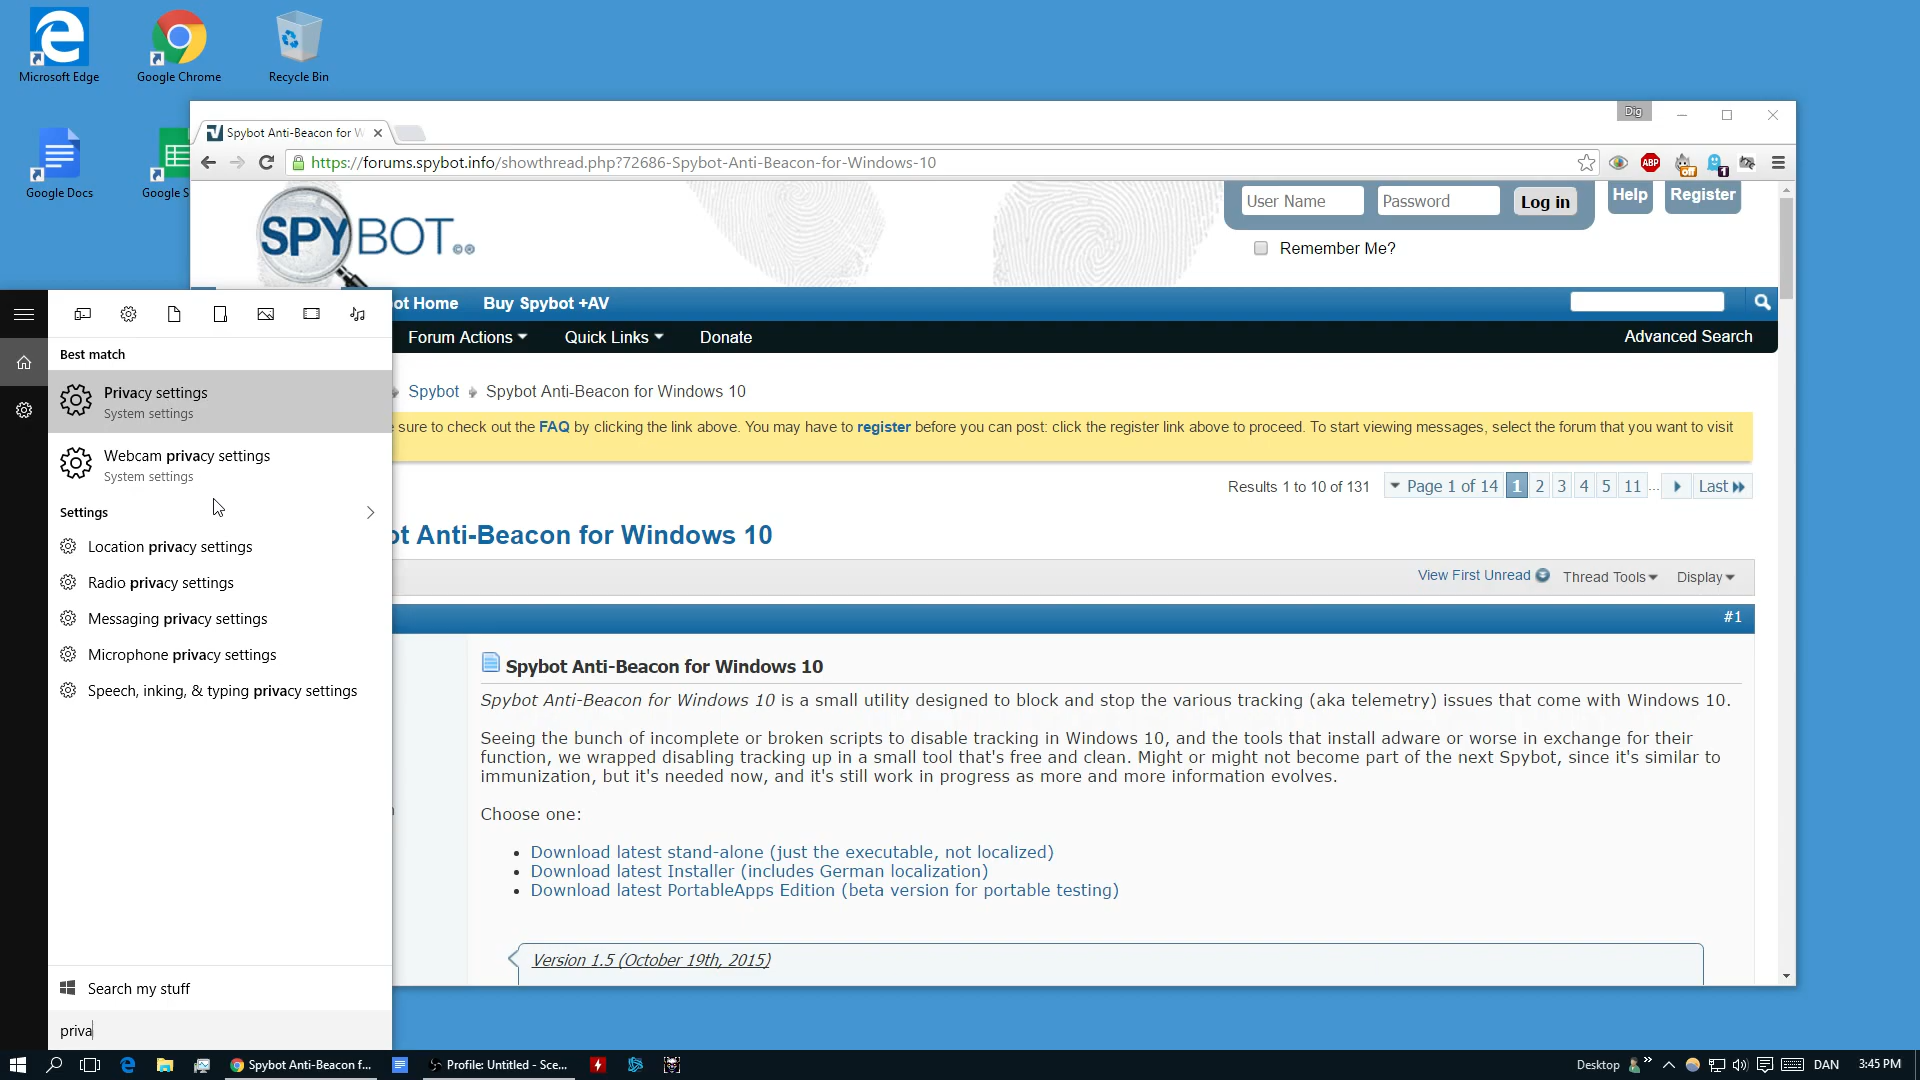 Microsoft Edge
Google Chrome
Recycle Bin
Google Docs
Google S
Dig
Spybot Anti-Beacon for W
https://forums.spybot.info/showthread.php?72686-Spybot-Anti-Beacon-for-Windows-10
ABP
off
1
SPYBOT
User Name
Password
Log in
Help
Register
Remember Me?
ot Home
Buy Spybot +AV
Forum Actions
Quick Links
Donate
Advanced Search
Spybot
Spybot Anti-Beacon for Windows 10
sure to check out the FAQ by clicking the link above. You may have to register before you can post: click the register link above to proceed. To start viewing messages, select the forum that you want to visit
Results 1 to 10 of 131
Page 1 of 14 1 2 3 4 5 11 ... Last
ot Anti-Beacon for Windows 10
View First Unread
Thread Tools
Display
#1
Spybot Anti-Beacon for Windows 10
Spybot Anti-Beacon for Windows 10 is a small utility designed to block and stop the various tracking (aka telemetry) issues that come with Windows 10.
Seeing the bunch of incomplete or broken scripts to disable tracking in Windows 10, and the tools that install adware or worse in exchange for their
function, we wrapped disabling tracking up in a small tool that's free and clean. Might or might not become part of the next Spybot, since it's similar to
immunization, but it's needed now, and it's still work in progress as more and more information evolves.
Choose one:
• Download latest stand-alone (just the executable, not localized)
• Download latest Installer (includes German localization)
• Download latest PortableApps Edition (beta version for portable testing)
Version 1.5 (October 19th, 2015)
Best match
Privacy settings
System settings
Webcam privacy settings
System settings
Settings
Location privacy settings
Radio privacy settings
Messaging privacy settings
Microphone privacy settings
Speech, inking, & typing privacy settings
Search my stuff
priva
Spybot Anti-Beacon f...
Profile: Untitled - Sce...
Desktop
DAN
3:45 PM